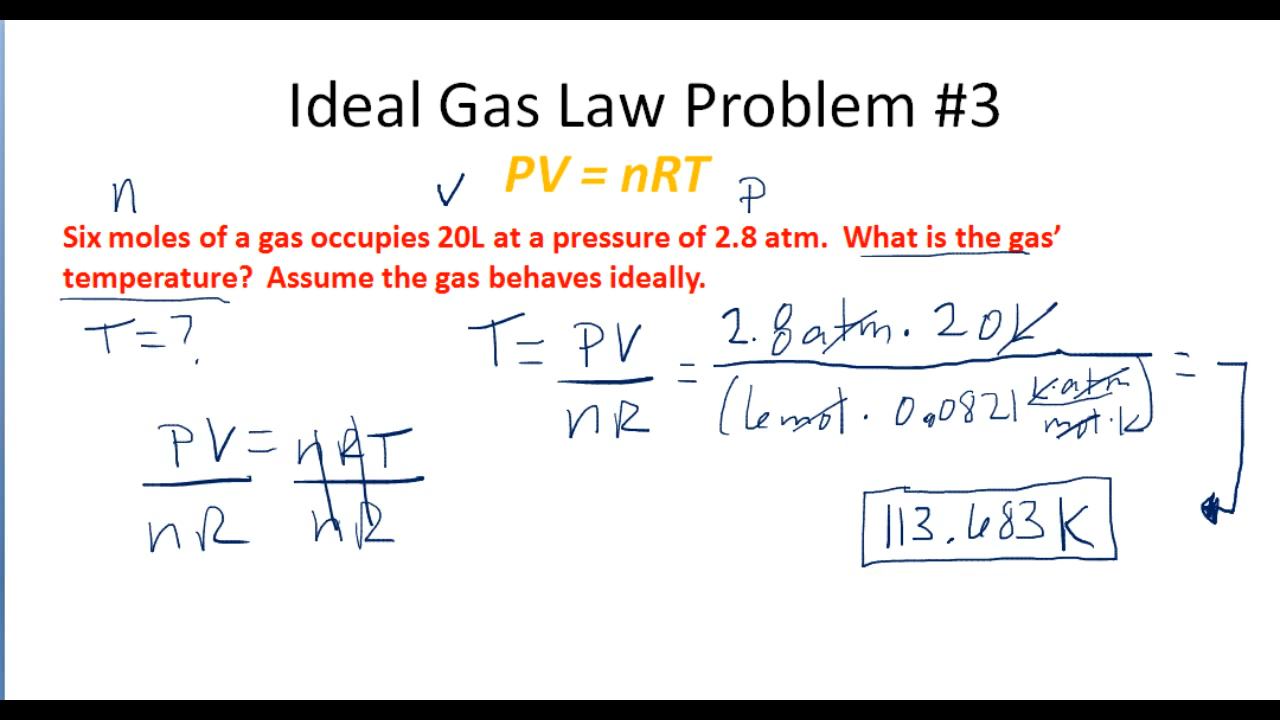 Ideal Gas Law Problem #3
PV = nRT
n V P
Six moles of a gas occupies 20L at a pressure of 2.8 atm. What is the gas’
temperature? Assume the gas behaves ideally.
T = ?
T = PV / nR = 2.8 atm · 20 L / (6 mol · 0.0821 L·atm / mol·K) =
PV / nR = nRT / nR
113.683 K